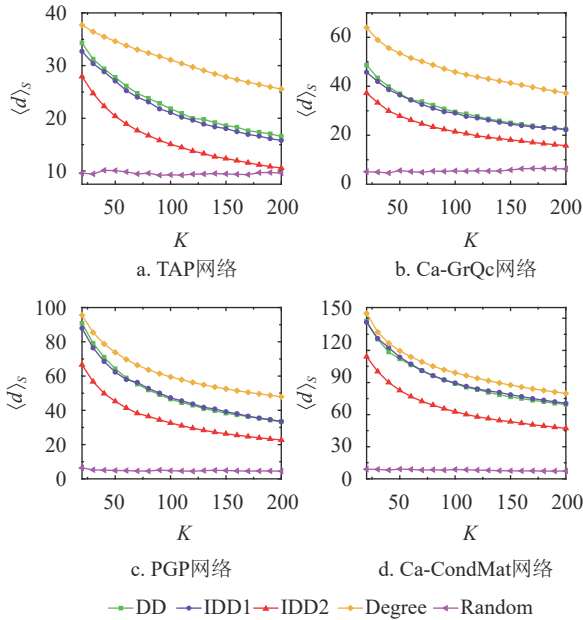 40
30
20
10
⟨d⟩S
50 100 150 200
K
a. TAP网络
60
40
20
0
⟨d⟩S
50 100 150 200
K
b. Ca-GrQc网络
100
80
60
40
20
0
⟨d⟩S
50 100 150 200
K
c. PGP网络
150
120
90
60
30
0
⟨d⟩S
50 100 150 200
K
d. Ca-CondMat网络
DD IDD1 IDD2 Degree Random